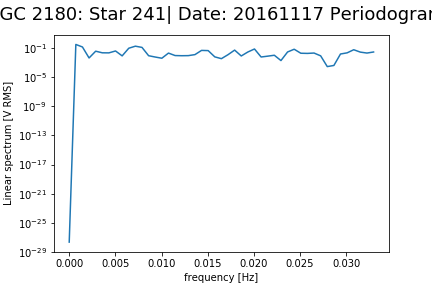 GC 2180: Star 241| Date: 20161117 Periodogram
Linear spectrum [V RMS]
10^-1
10^-5
10^-9
10^-13
10^-17
10^-21
10^-25
10^-29
0.000 0.005 0.010 0.015 0.020 0.025 0.030
frequency [Hz]